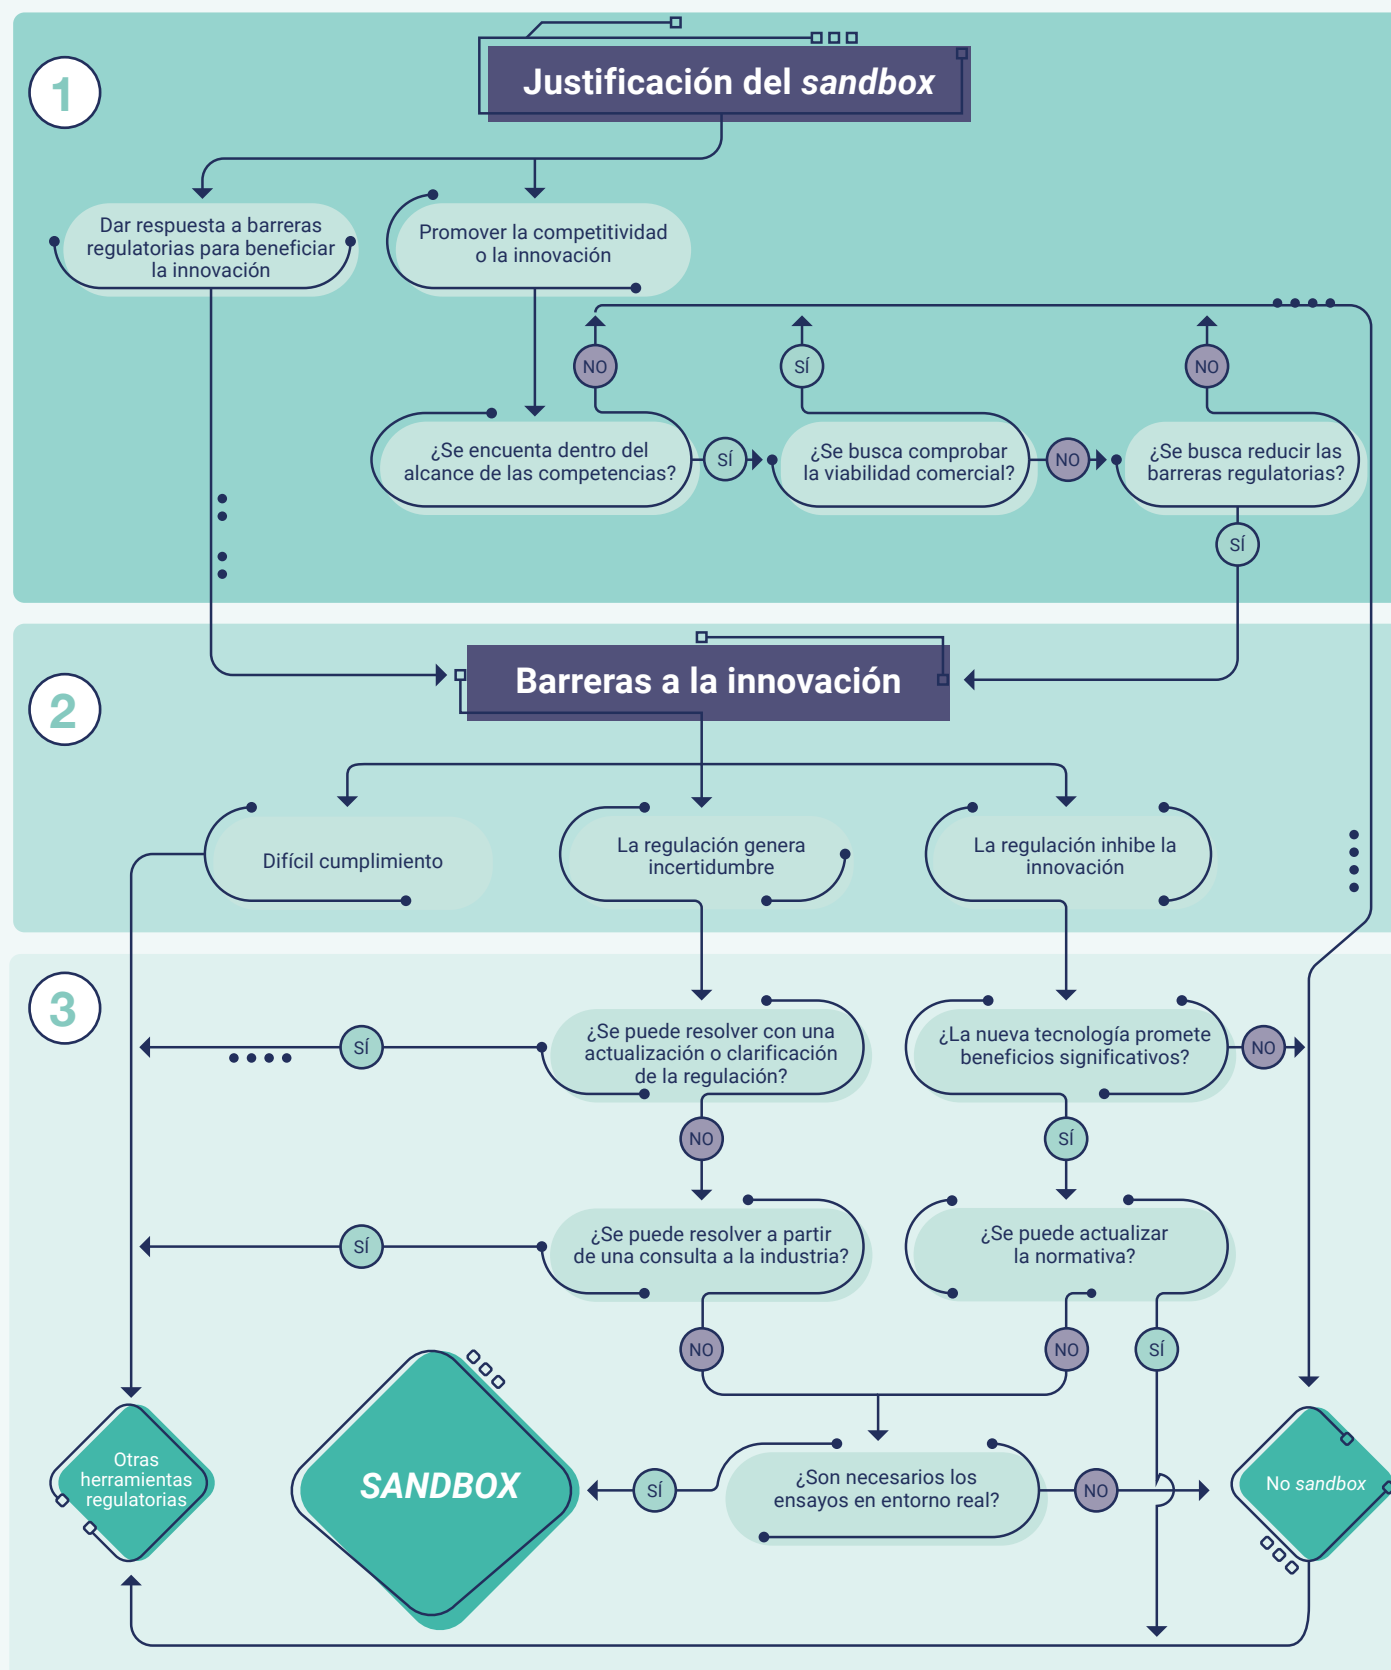 1
Justificación del sandbox
Dar respuesta a barreras
regulatorias para beneficiar
la innovación
Promover la competitividad
o la innovación
NO
SÍ
NO
¿Se encuenta dentro del
alcance de las competencias?
SÍ
¿Se busca comprobar
la viabilidad comercial?
NO
¿Se busca reducir las
barreras regulatorias?
SÍ
2
Barreras a la innovación
Difícil cumplimiento
La regulación genera
incertidumbre
La regulación inhibe la
innovación
3
SÍ
¿Se puede resolver con una
actualización o clarificación
de la regulación?
¿La nueva tecnología promete
beneficios significativos?
NO
NO
SÍ
SÍ
¿Se puede resolver a partir
de una consulta a la industria?
¿Se puede actualizar
la normativa?
NO
NO
SÍ
Otras
herramientas
regulatorias
SANDBOX
SÍ
¿Son necesarios los
ensayos en entorno real?
NO
No sandbox